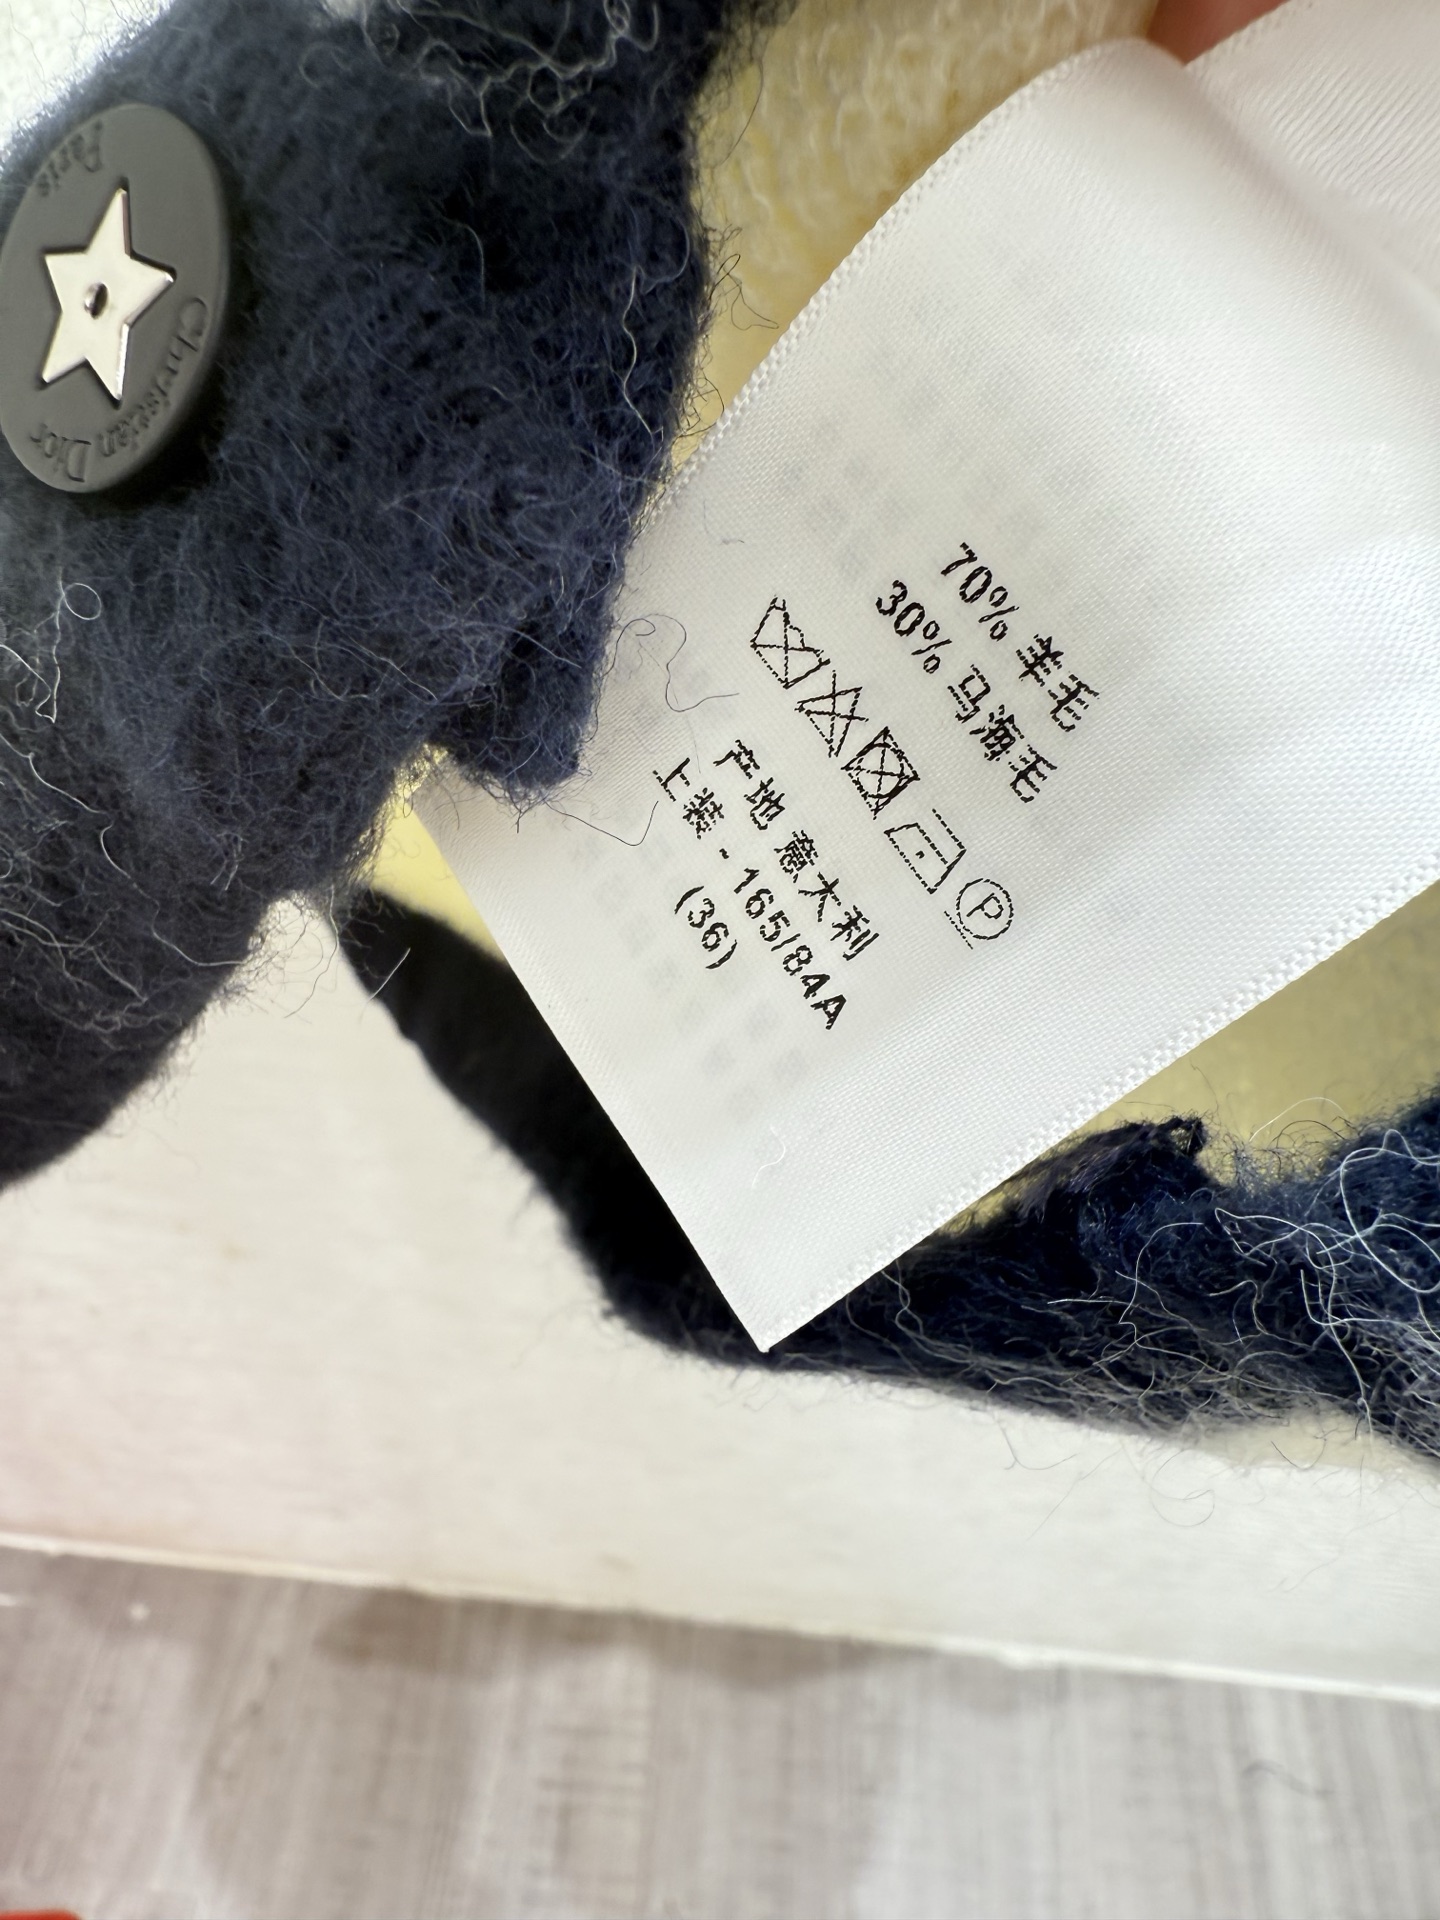 Christian Dior
Paris
70% 羊毛
30% 马海毛
P
产地 意大利
上装 - 165/84A
(36)